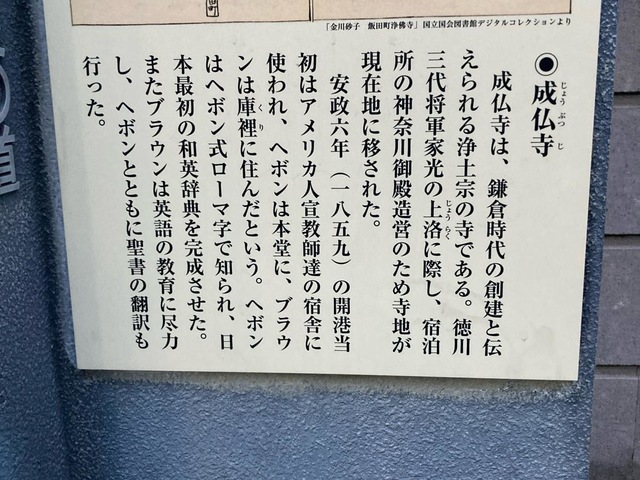 「金川砂子　飯田町浄佛寺」国立国会図書館デジタルコレクションより
◉成仏寺
じょうぶつじ
成仏寺は、鎌倉時代の創建と伝
えられる浄土宗の寺である。徳川
三代将軍家光の上洛に際し、宿泊
じょうらく
所の神奈川御殿造営のため寺地が
現在地に移された。
安政六年（一八五九）の開港当
初はアメリカ人宣教師達の宿舎に
使われ、ヘボンは本堂に、ブラウ
ンは庫裡に住んだという。ヘボン
くり
はヘボン式ローマ字で知られ、日
本最初の和英辞典を完成させた。
またブラウンは英語の教育に尽力
し、ヘボンとともに聖書の翻訳も
行った。
道